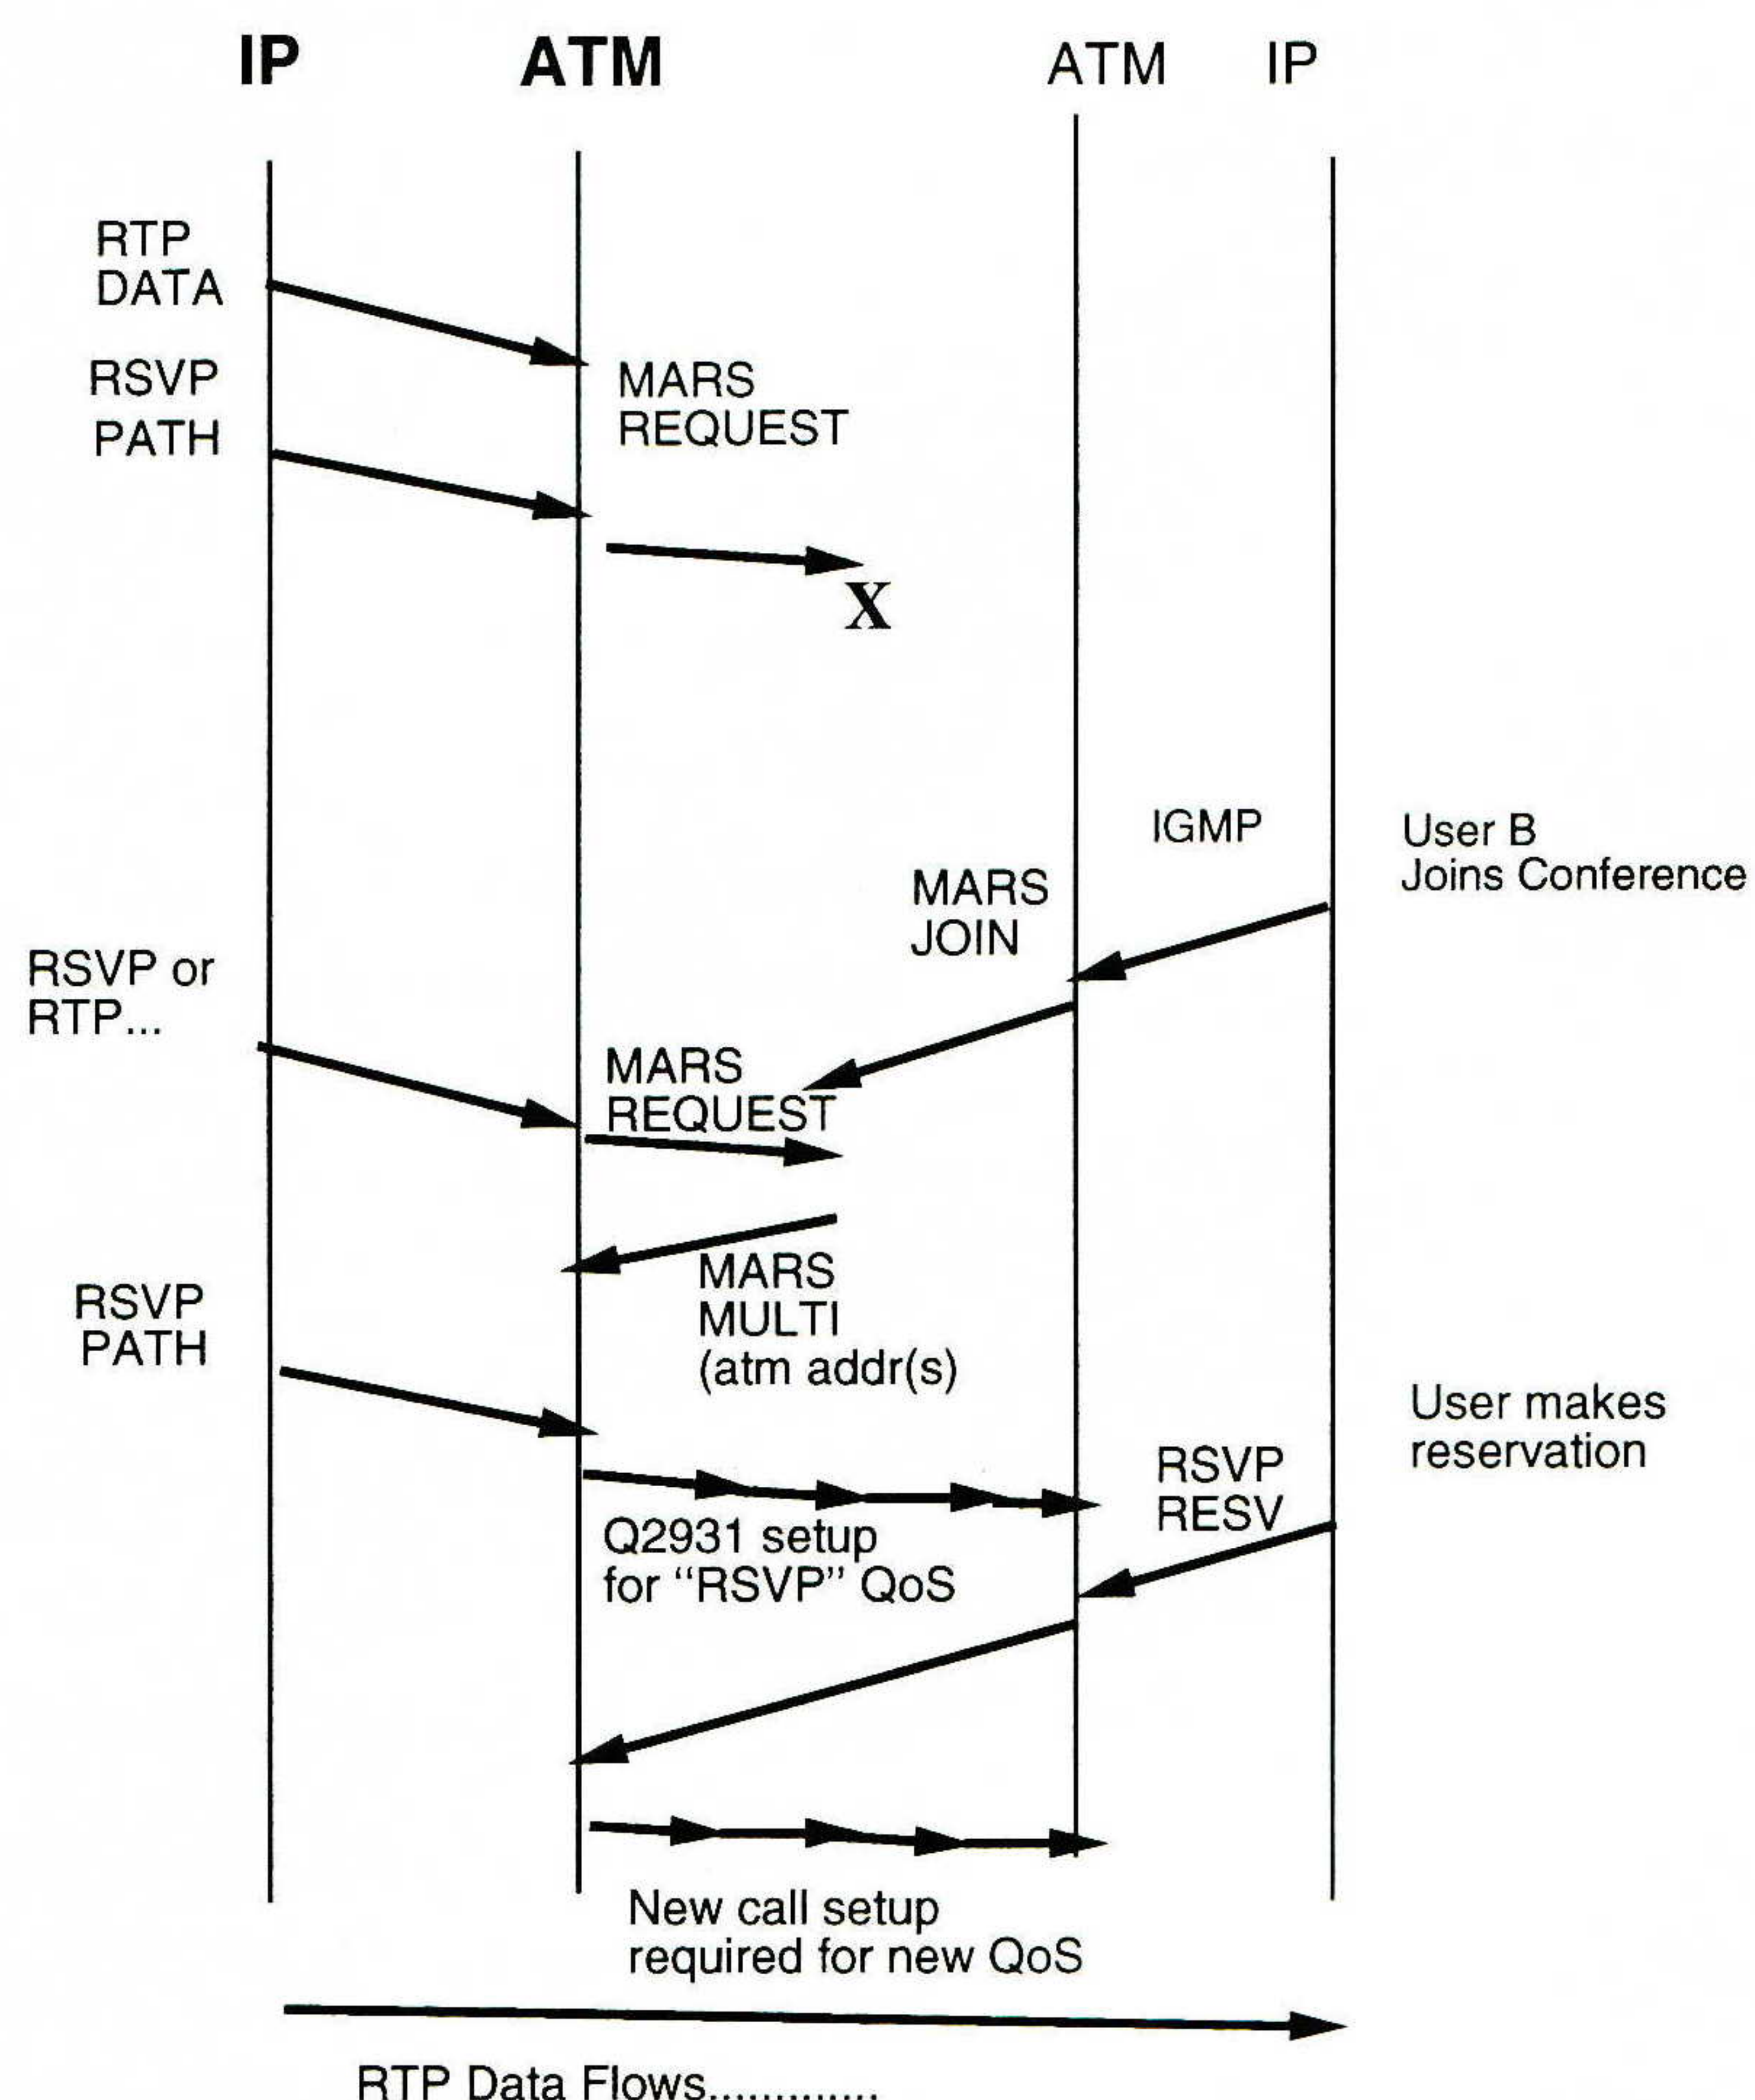 IP ATM ATM IP
RTP
DATA
RSVP
PATH
MARS
REQUEST
X
IGMP
User B
Joins Conference
MARS
JOIN
RSVP or
RTP...
MARS
REQUEST
MARS
MULTI
(atm addr(s)
RSVP
PATH
User makes
reservation
RSVP
RESV
Q2931 setup
for “RSVP” QoS
New call setup
required for new QoS
RTP Data Flows.............